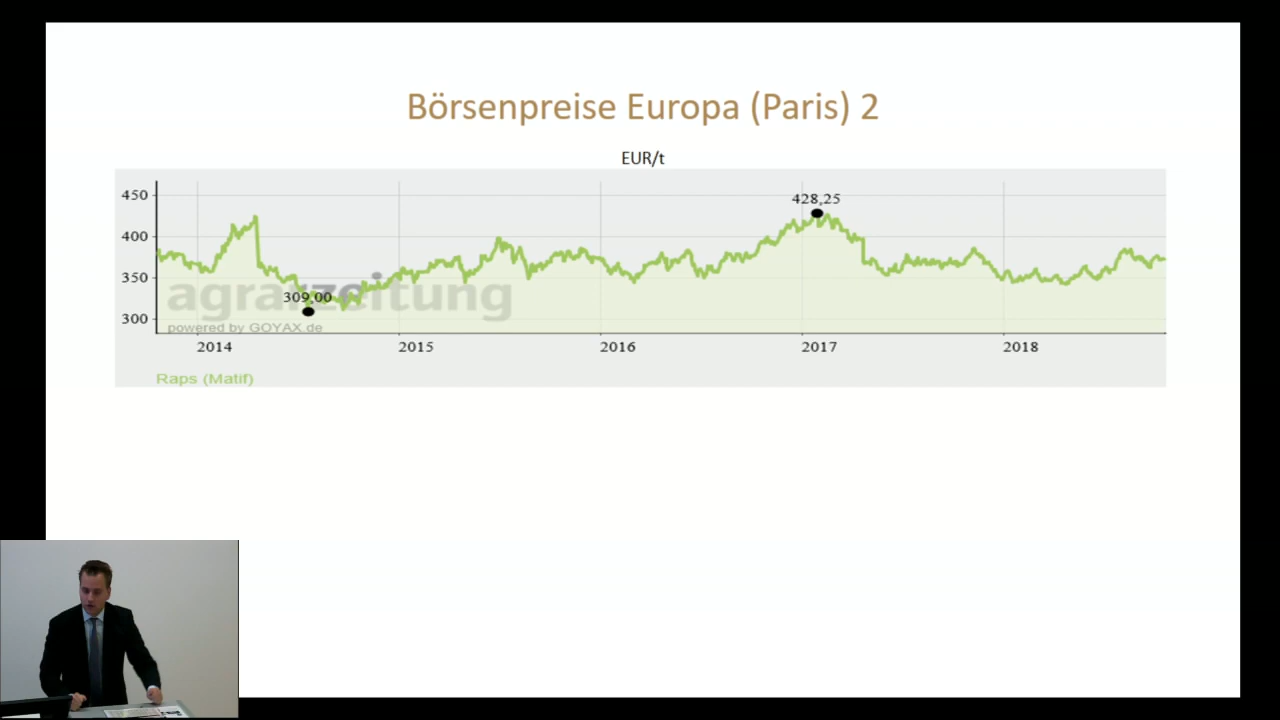 Börsenpreise Europa (Paris) 2
EUR/t
450
400
350
300
428,25
309,00
agrarzeitung
powered by GOYAX.de
2014 2015 2016 2017 2018
Raps (Matif)